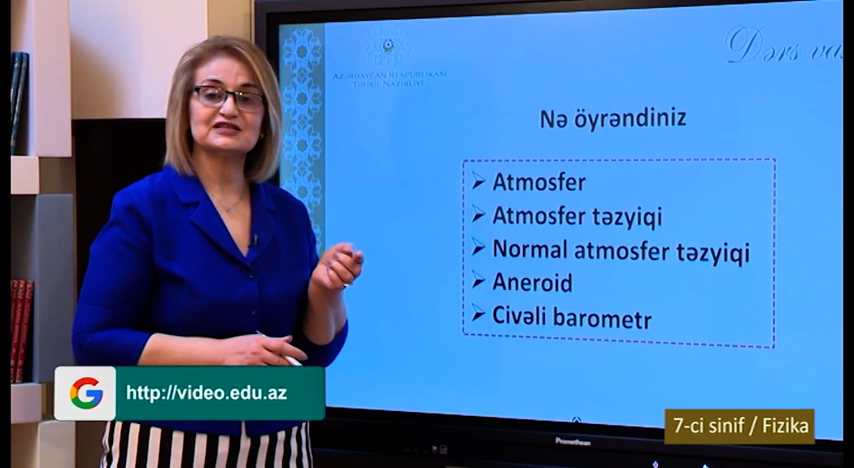 Dərs
AZƏRBAYCAN RESPUBLİKASI
TƏHSİL NAZİRLİYİ
Nə öyrəndiniz
Atmosfer
Atmosfer təzyiqi
Normal atmosfer təzyiqi
Aneroid
Civəli barometr
http://video.edu.az
7-ci sinif / Fizika
Promethean